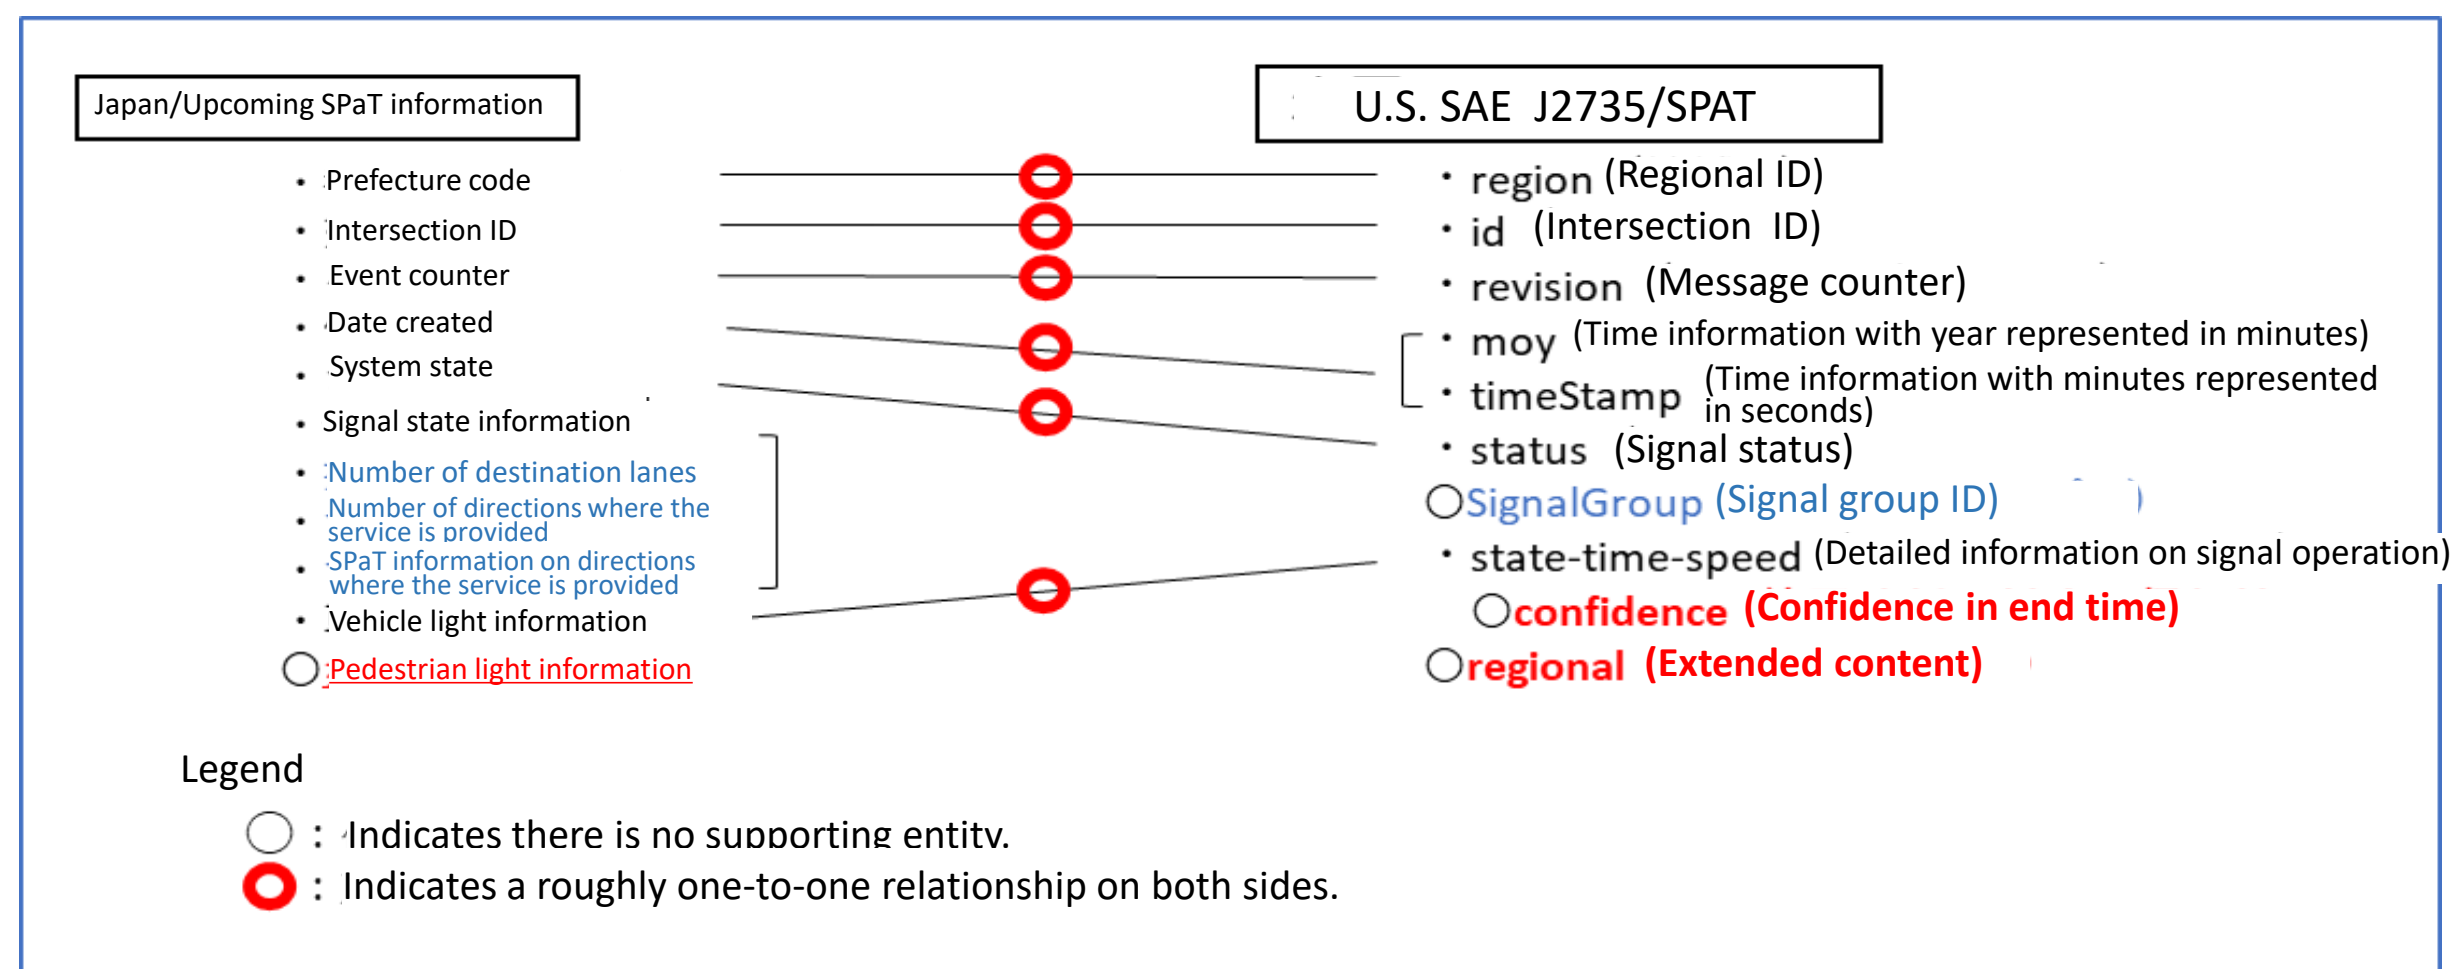 Japan/Upcoming SPaT information
U.S. SAE J2735/SPAT
・Prefecture code
・Intersection ID
・Event counter
・Date created
・System state
・Signal state information
・Number of destination lanes
・Number of directions where the
service is provided
・SPaT information on directions
where the service is provided
・Vehicle light information
○Pedestrian light information
・region (Regional ID)
・id (Intersection ID)
・revision (Message counter)
・moy (Time information with year represented in minutes)
・timeStamp (Time information with minutes represented
in seconds)
・status (Signal status)
○SignalGroup (Signal group ID)
・state-time-speed (Detailed information on signal operation)
○confidence (Confidence in end time)
○regional (Extended content)
Legend
○ : Indicates there is no supporting entity.
○ : Indicates a roughly one-to-one relationship on both sides.